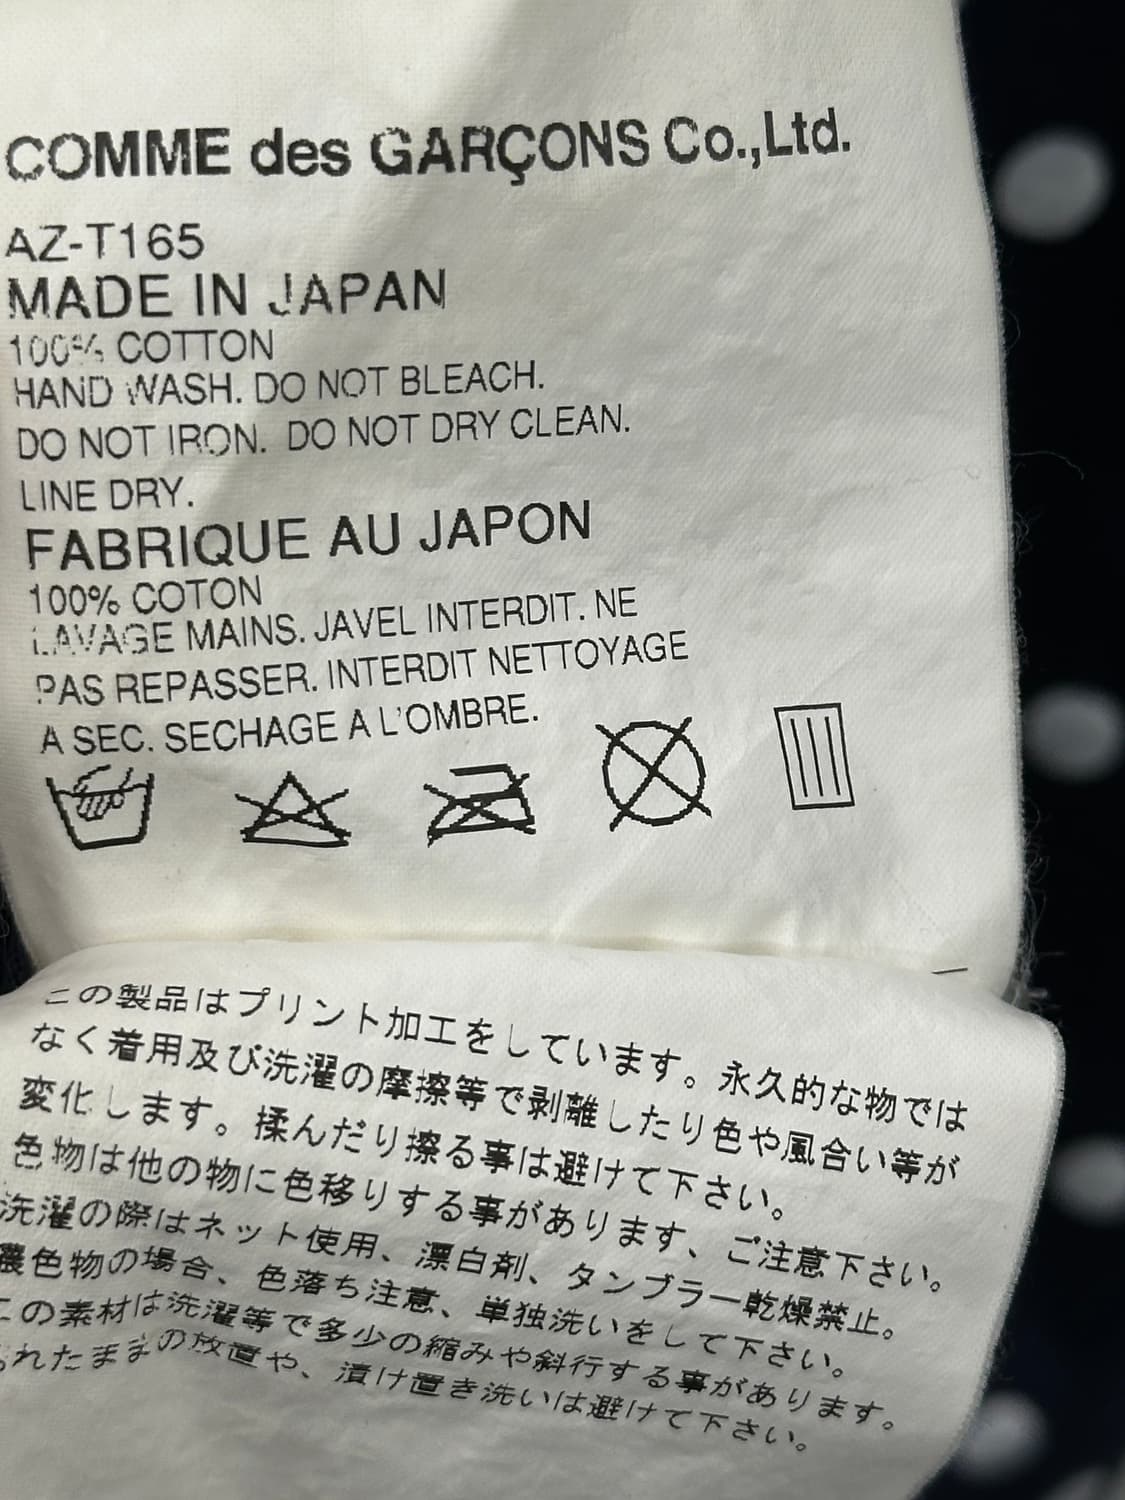 COMME des GARÇONS Co.,Ltd.
AZ-T165
MADE IN JAPAN
100% COTTON
HAND WASH. DO NOT BLEACH.
DO NOT IRON. DO NOT DRY CLEAN.
LINE DRY.
FABRIQUE AU JAPON
100% COTON
LAVAGE MAINS. JAVEL INTERDIT. NE
PAS REPASSER. INTERDIT NETTOYAGE
A SEC. SECHAGE A L'OMBRE.
この製品はプリント加工をしています。永久的な物では
なく着用及び洗濯の摩擦等で剥離したり色や風合い等が
変化します。揉んだり擦る事は避けて下さい。
色物は他の物に色移りする事があります、ご注意下さい。
洗濯の際はネット使用、漂白剤、タンブラー乾燥禁止。
濃色物の場合、色落ち注意、単独洗いをして下さい。
この素材は洗濯等で多少の縮みや斜行する事があります。
れたままの放置や、漬け置き洗いは避けて下さい。